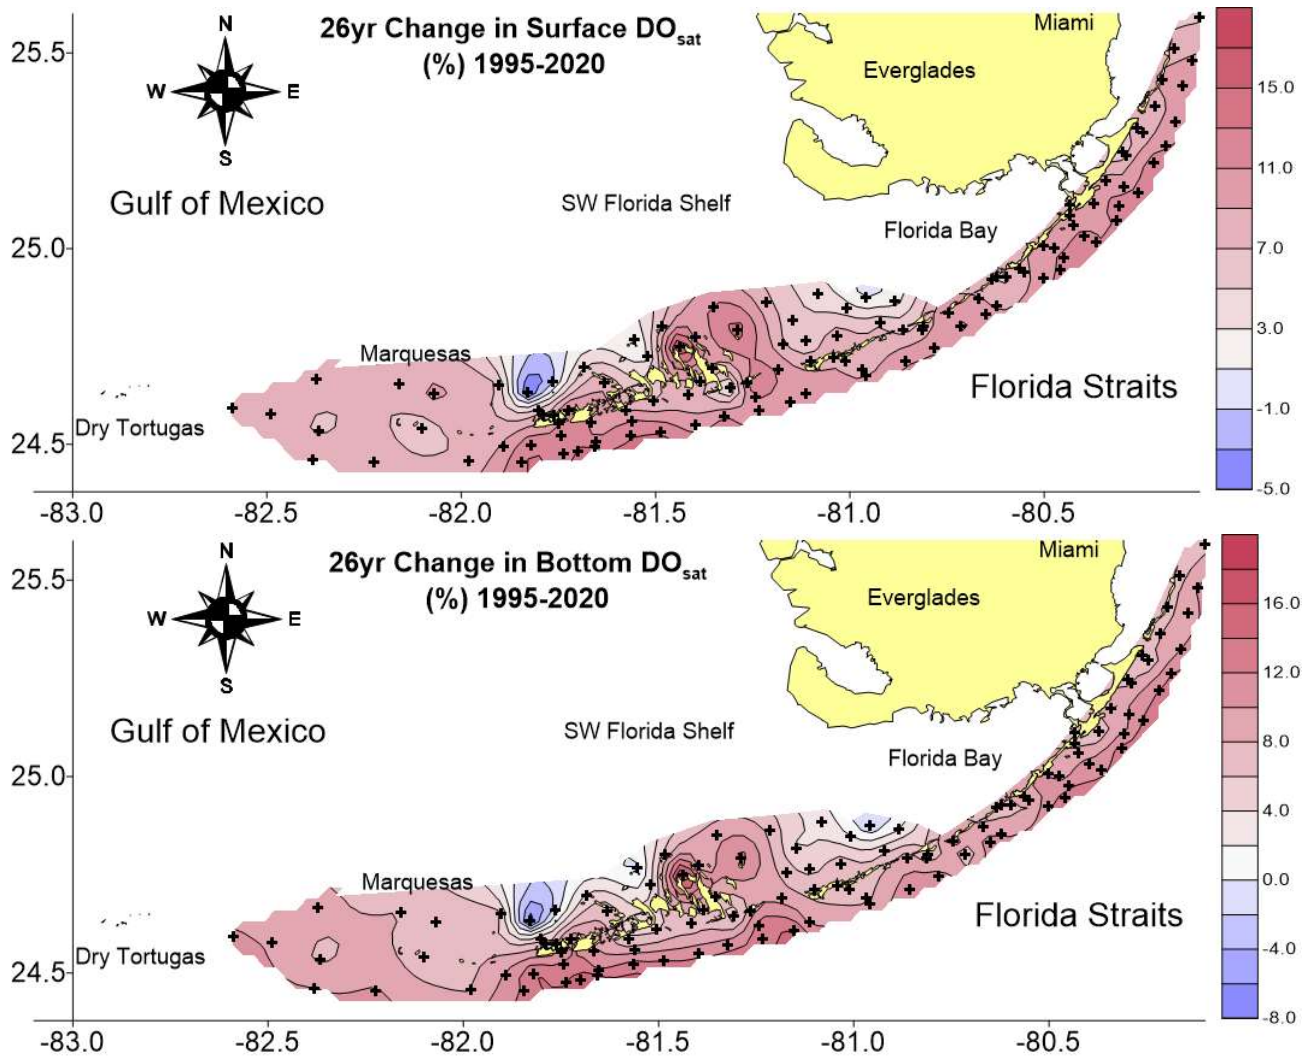 26yr Change in Surface DOsat
(%) 1995-2020
N
W E
S
Gulf of Mexico
SW Florida Shelf
Everglades
Miami
Florida Bay
Florida Straits
Marquesas
Dry Tortugas
25.5
25.0
24.5
-83.0 -82.5 -82.0 -81.5 -81.0 -80.5
15.0
11.0
7.0
3.0
-1.0
-5.0
26yr Change in Bottom DOsat
(%) 1995-2020
N
W E
S
Gulf of Mexico
SW Florida Shelf
Everglades
Miami
Florida Bay
Florida Straits
Marquesas
Dry Tortugas
25.5
25.0
24.5
-83.0 -82.5 -82.0 -81.5 -81.0 -80.5
16.0
12.0
8.0
4.0
0.0
-4.0
-8.0